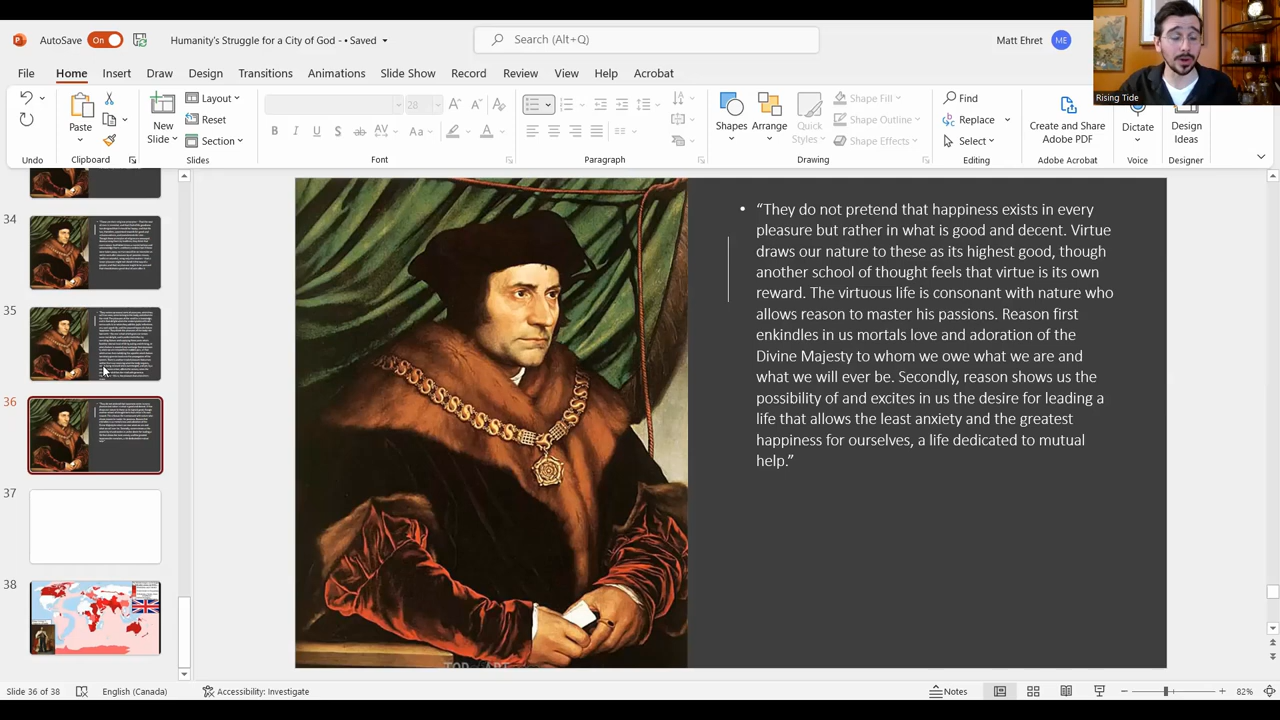 AutoSave On Humanity's Struggle for a City of God - • Saved Search (Alt+Q) Matt Ehret ME
Rising Tide
File Home Insert Draw Design Transitions Animations Slide Show Record Review View Help Acrobat
Paste New Slide Layout Reset Section 28 Shapes Arrange Quick Styles Shape Fill Shape Outline Shape Effects Find Replace Select Create and Share Adobe PDF Dictate Design Ideas
Undo Clipboard Slides Font Paragraph Drawing Editing Adobe Acrobat Voice Designer
34
35
36
37
38
• “They do not pretend that happiness exists in every
pleasure but rather in what is good and decent. Virtue
draws our nature to these as its highest good, though
another school of thought feels that virtue is its own
reward. The virtuous life is consonant with nature who
allows reason to master his passions. Reason first
enkindles in us mortals love and adoration of the
Divine Majesty to whom we owe what we are and
what we will ever be. Secondly, reason shows us the
possibility of and excites in us the desire for leading a
life thanallows the least anxiety and the greatest
happiness for ourselves, a life dedicated to mutual
help.”
Slide 36 of 38 English (Canada) Accessibility: Investigate Notes 82%